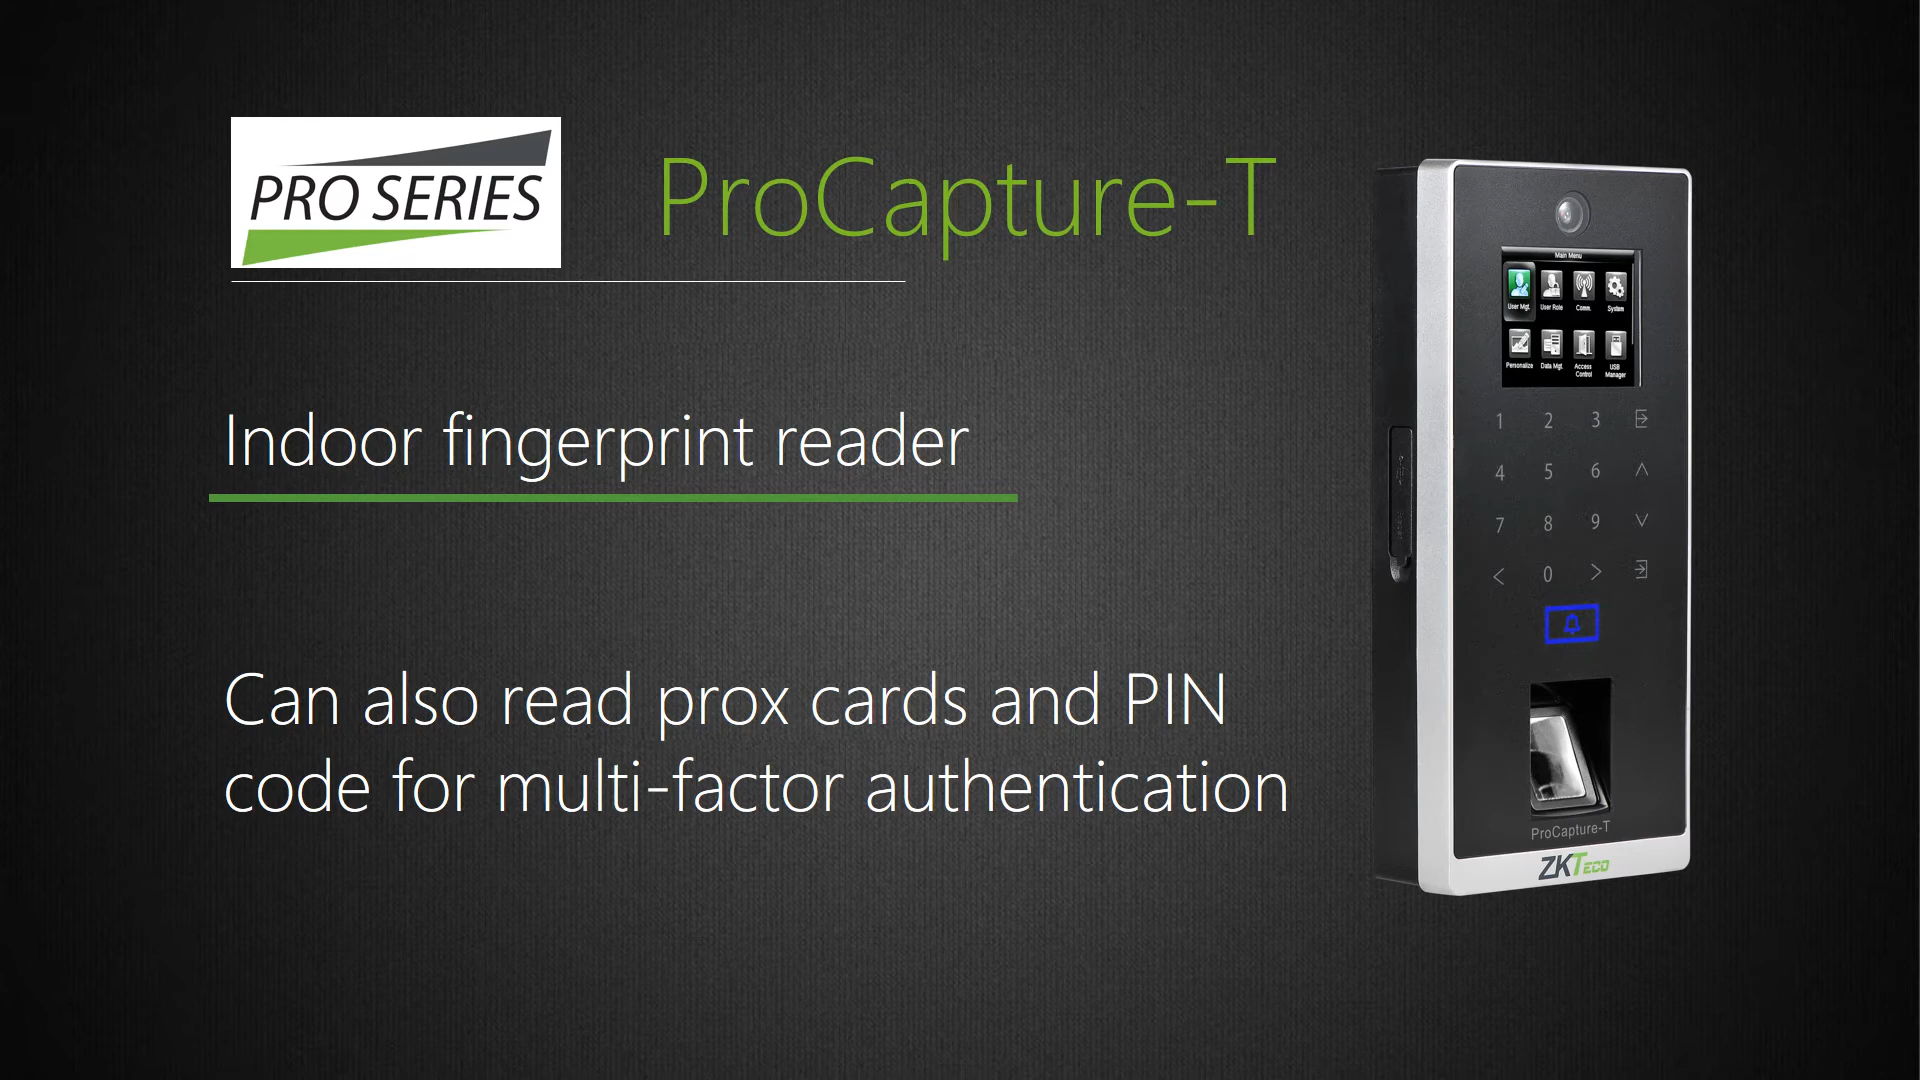 PRO SERIES
ProCapture-T
Indoor fingerprint reader
Can also read prox cards and PIN
code for multi-factor authentication
Main Menu
User Mgt. User Role Comm. System
Personalize Data Mgt. Access Control USB Manager
1 2 3
4 5 6
7 8 9
< 0 >
ProCapture-T
ZKTECO